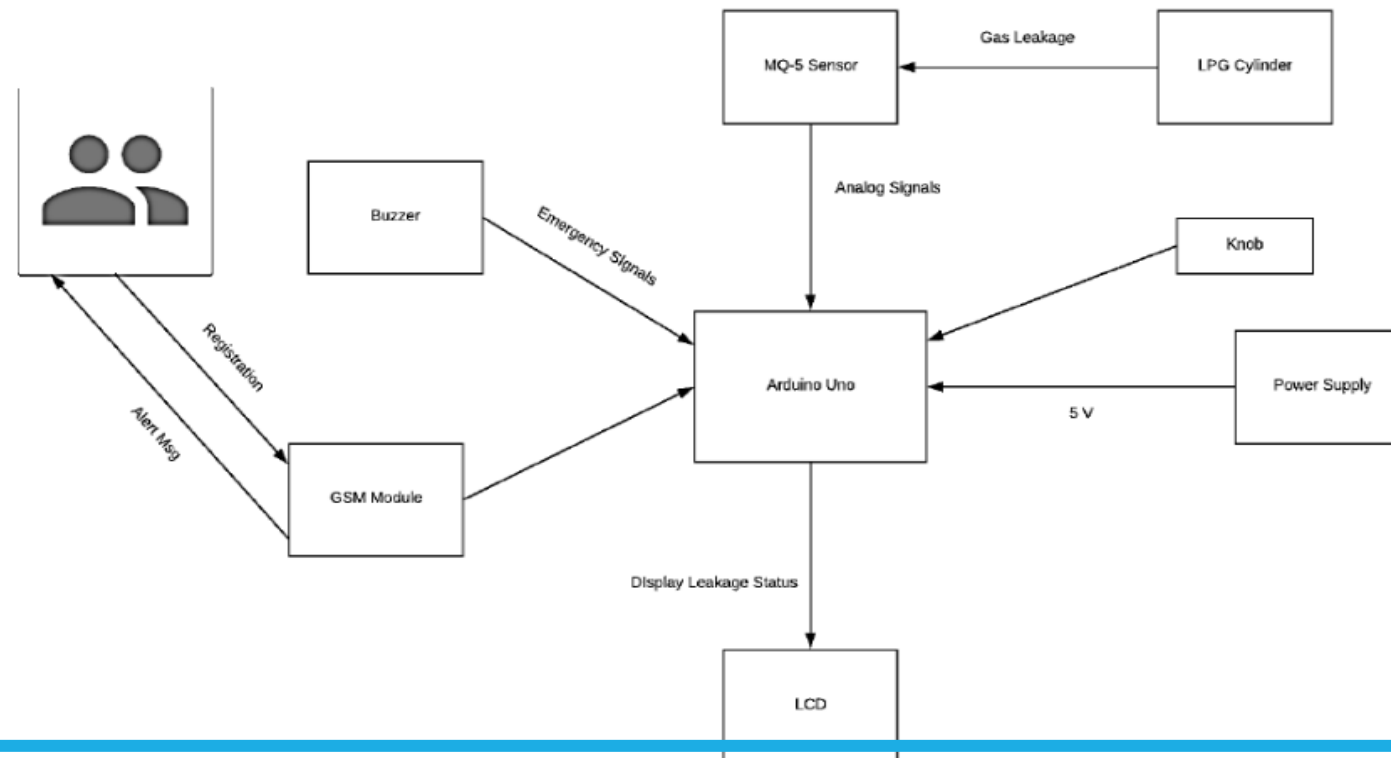 Gas Leakage
MQ-5 Sensor
LPG Cylinder
Analog Signals
Buzzer
Emergency Signals
Knob
Registration
Arduino Uno
Power Supply
5 V
Alert Msg
GSM Module
DIsplay Leakage Status
LCD